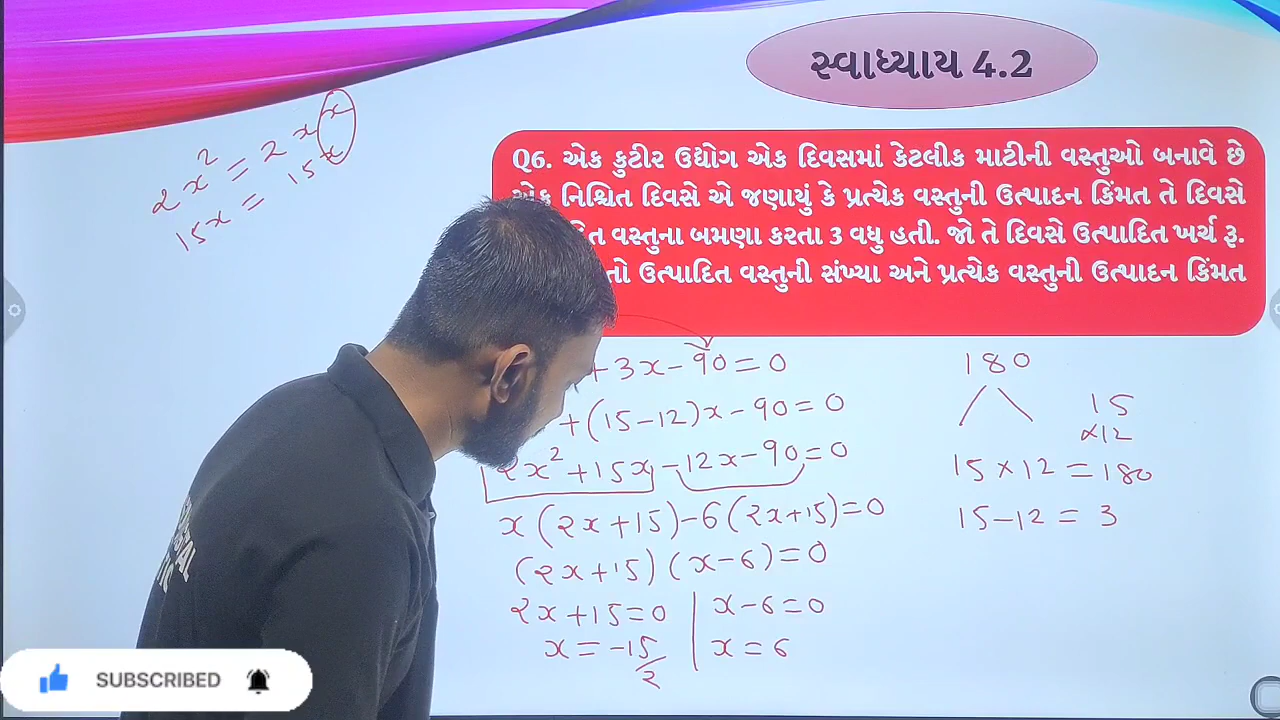 સ્વાધ્યાય 4.2
Q6. એક કુટીર ઉદ્યોગ એક દિવસમાં કેટલીક માટીની વસ્તુઓ બનાવે છે
નિશ્ચિત દિવસે એ જણાયું કે પ્રત્યેક વસ્તુની ઉત્પાદન કિંમત તે દિવસે
વસ્તુના બમણા કરતા 3 વધુ હતી. જો તે દિવસે ઉત્પાદિત ખર્ચ રૂ.
તો ઉત્પાદિત વસ્તુની સંખ્યા અને પ્રત્યેક વસ્તુની ઉત્પાદન કિંમત
2x² = 2xx
15x = 15x
+3x-90=0
+(15-12)x-90=0
2x²+15x-12x-90=0
x(2x+15)-6(2x+15)=0
(2x+15)(x-6)=0
2x+15=0 | x-6=0
x=-15/2 | x=6
180
15
x12
15×12=180
15-12=3
SUBSCRIBED